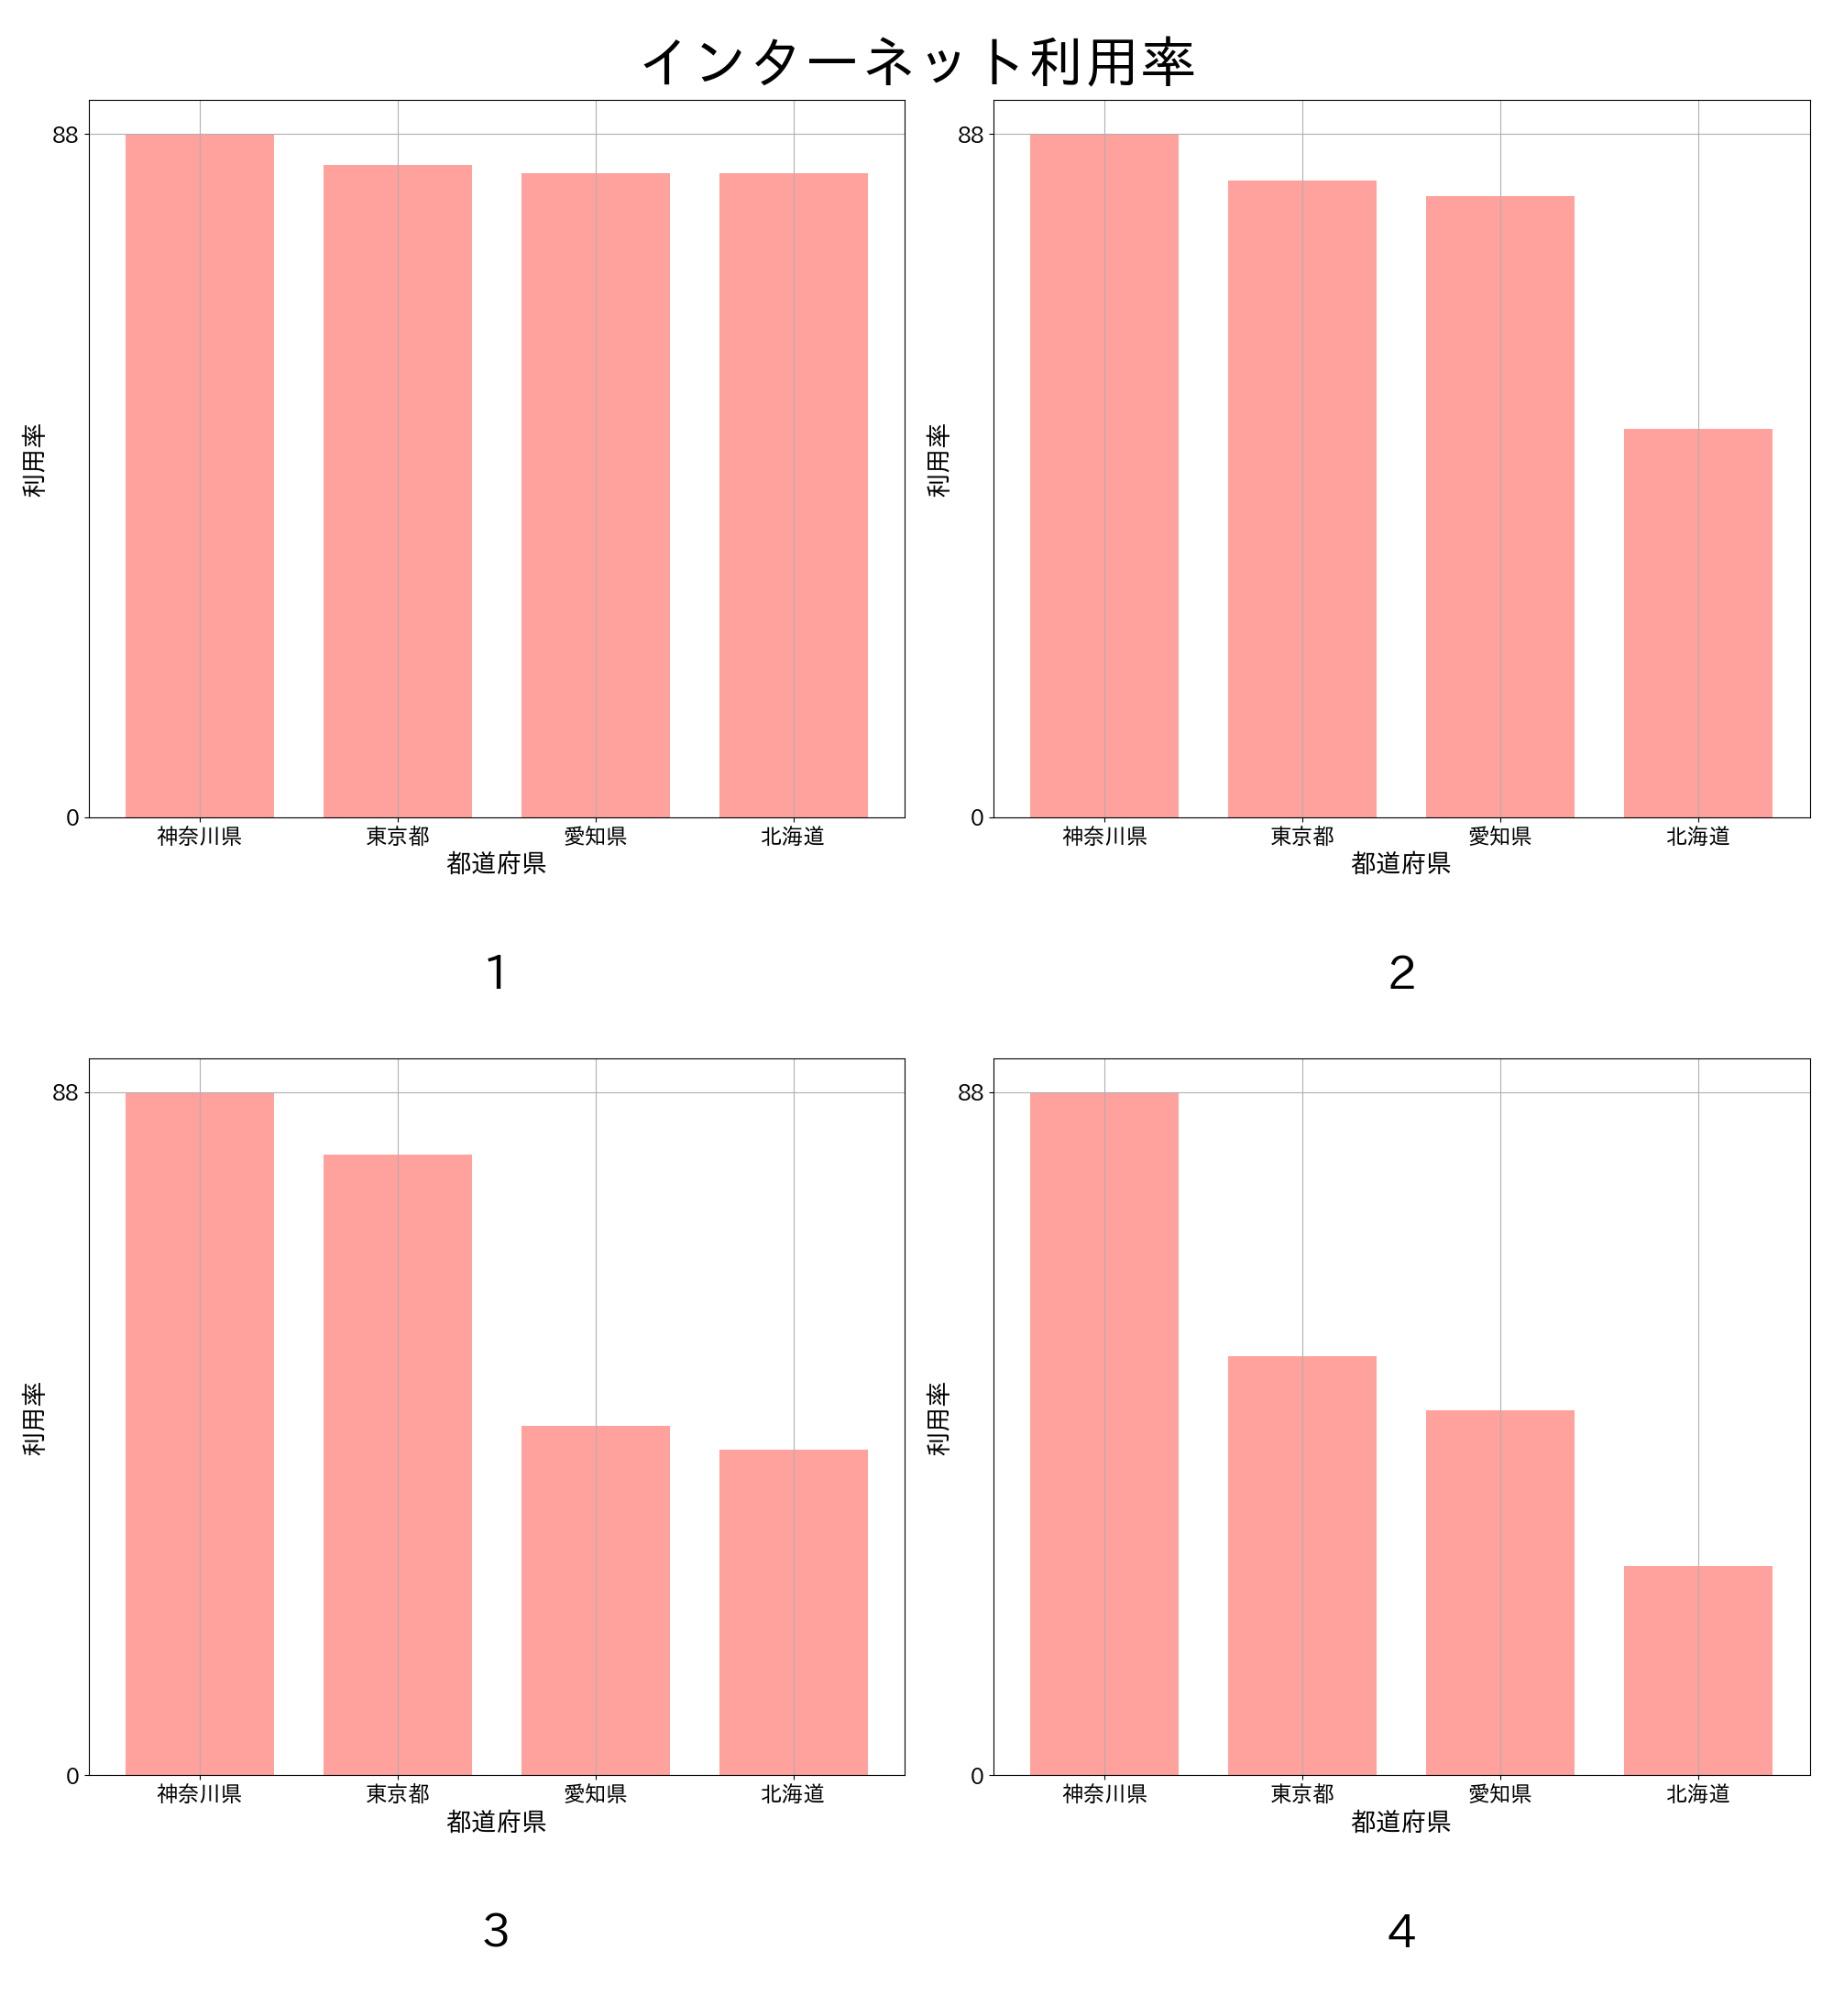 インターネット利用率
88
0
利用率
神奈川県 東京都 愛知県 北海道
都道府県
1
88
0
利用率
神奈川県 東京都 愛知県 北海道
都道府県
2
88
0
利用率
神奈川県 東京都 愛知県 北海道
都道府県
3
88
0
利用率
神奈川県 東京都 愛知県 北海道
都道府県
4